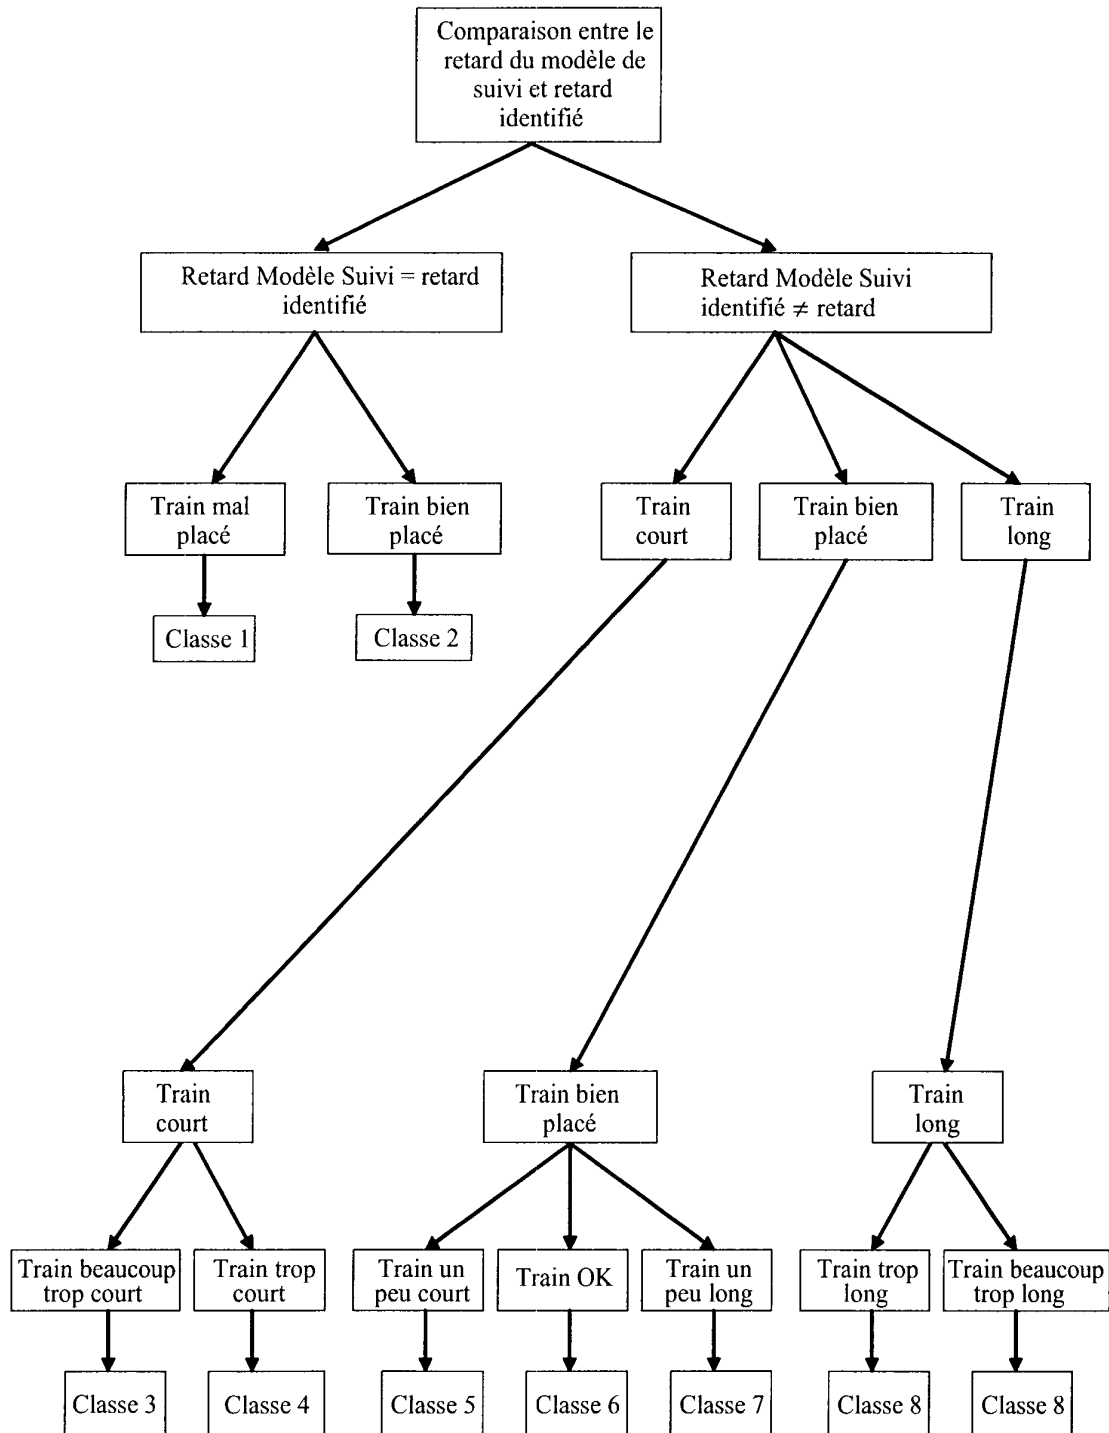 Comparaison entre le
retard du modèle de
suivi et retard
identifié
Retard Modèle Suivi = retard
identifié
Retard Modèle Suivi
identifié ≠ retard
Train mal
placé
Train bien
placé
Train
court
Train bien
placé
Train
long
Classe 1
Classe 2
Train
court
Train bien
placé
Train
long
Train beaucoup
trop court
Train trop
court
Train un
peu court
Train OK
Train un
peu long
Train trop
long
Train beaucoup
trop long
Classe 3
Classe 4
Classe 5
Classe 6
Classe 7
Classe 8
Classe 8